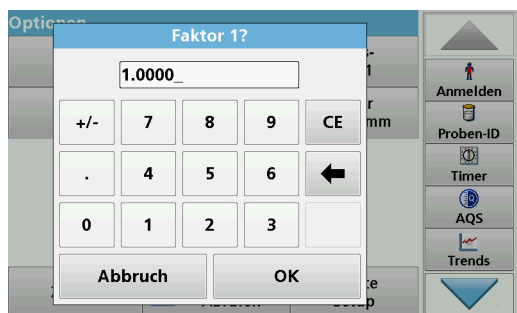 Optionen
Faktor 1?
1.0000_
+/- 7 8 9 CE
. 4 5 6
0 1 2 3
Abbruch OK
Anmelden
Proben-ID
Timer
AQS
Trends